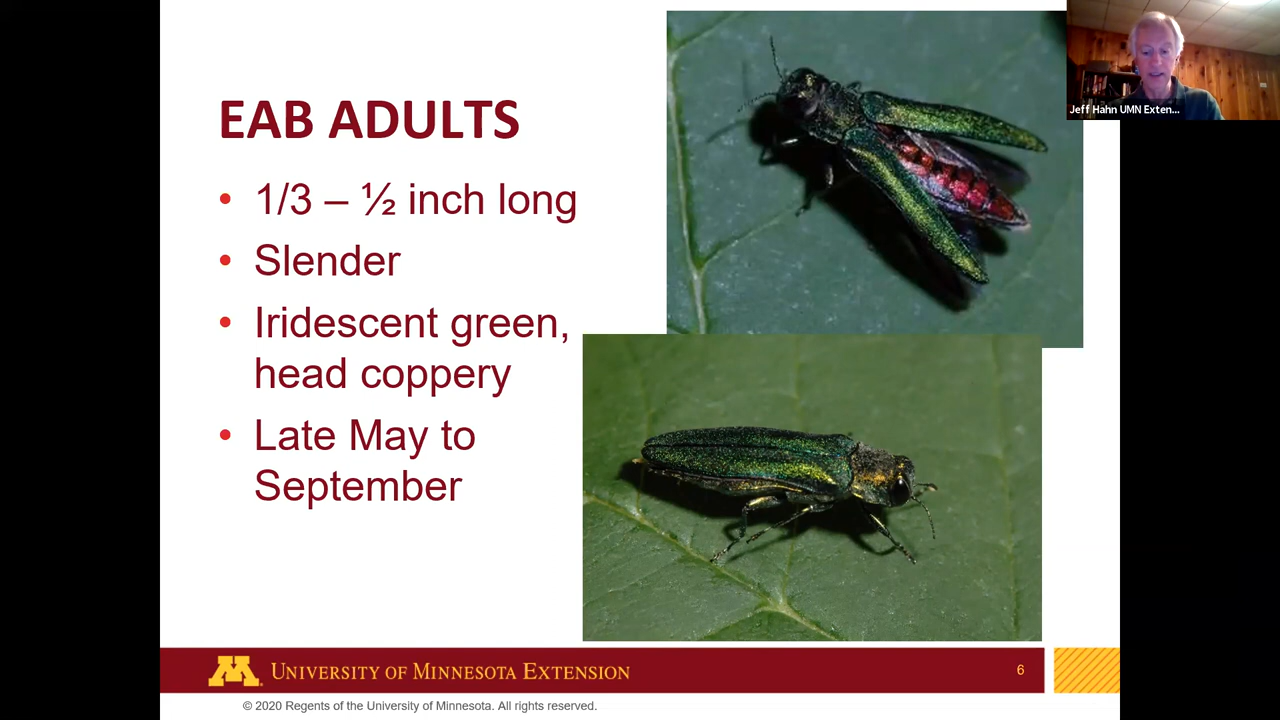 EAB ADULTS
• 1/3 – ½ inch long
• Slender
• Iridescent green,
head coppery
• Late May to
September
Jeff Hahn UMN Exten...
UNIVERSITY OF MINNESOTA EXTENSION
6
© 2020 Regents of the University of Minnesota. All rights reserved.